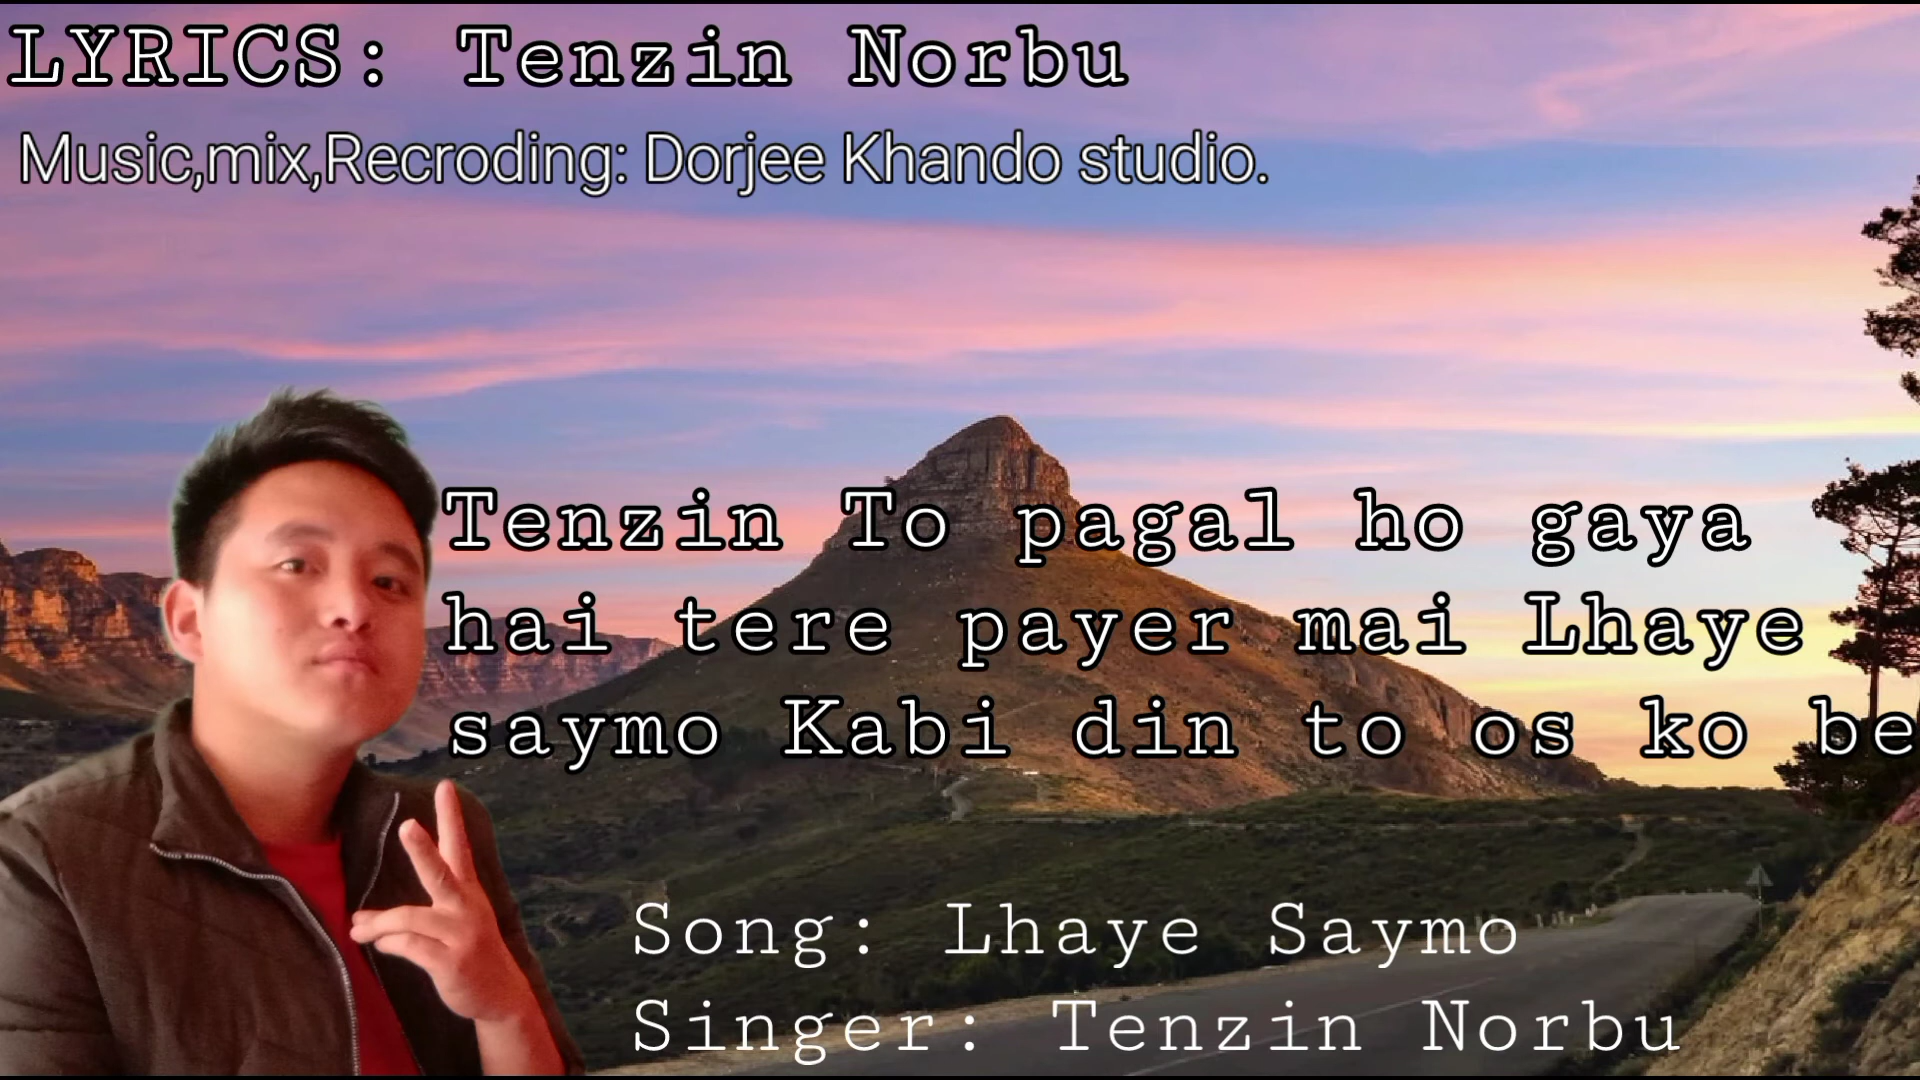 LYRICS: Tenzin Norbu
Music,mix,Recroding: Dorjee Khando studio.
Tenzin To pagal ho gaya
hai tere payer mai Lhaye
saymo Kabi din to os ko be
Song: Lhaye Saymo
Singer: Tenzin Norbu